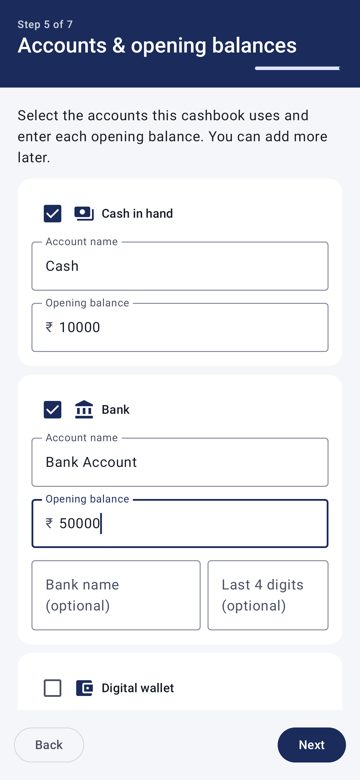 Step 5 of 7
Accounts & opening balances
Select the accounts this cashbook uses and
enter each opening balance. You can add more
later.
Cash in hand
Account name
Cash
Opening balance
₹ 10000
Bank
Account name
Bank Account
Opening balance
₹ 50000
Bank name
(optional)
Last 4 digits
(optional)
Digital wallet
Back
Next